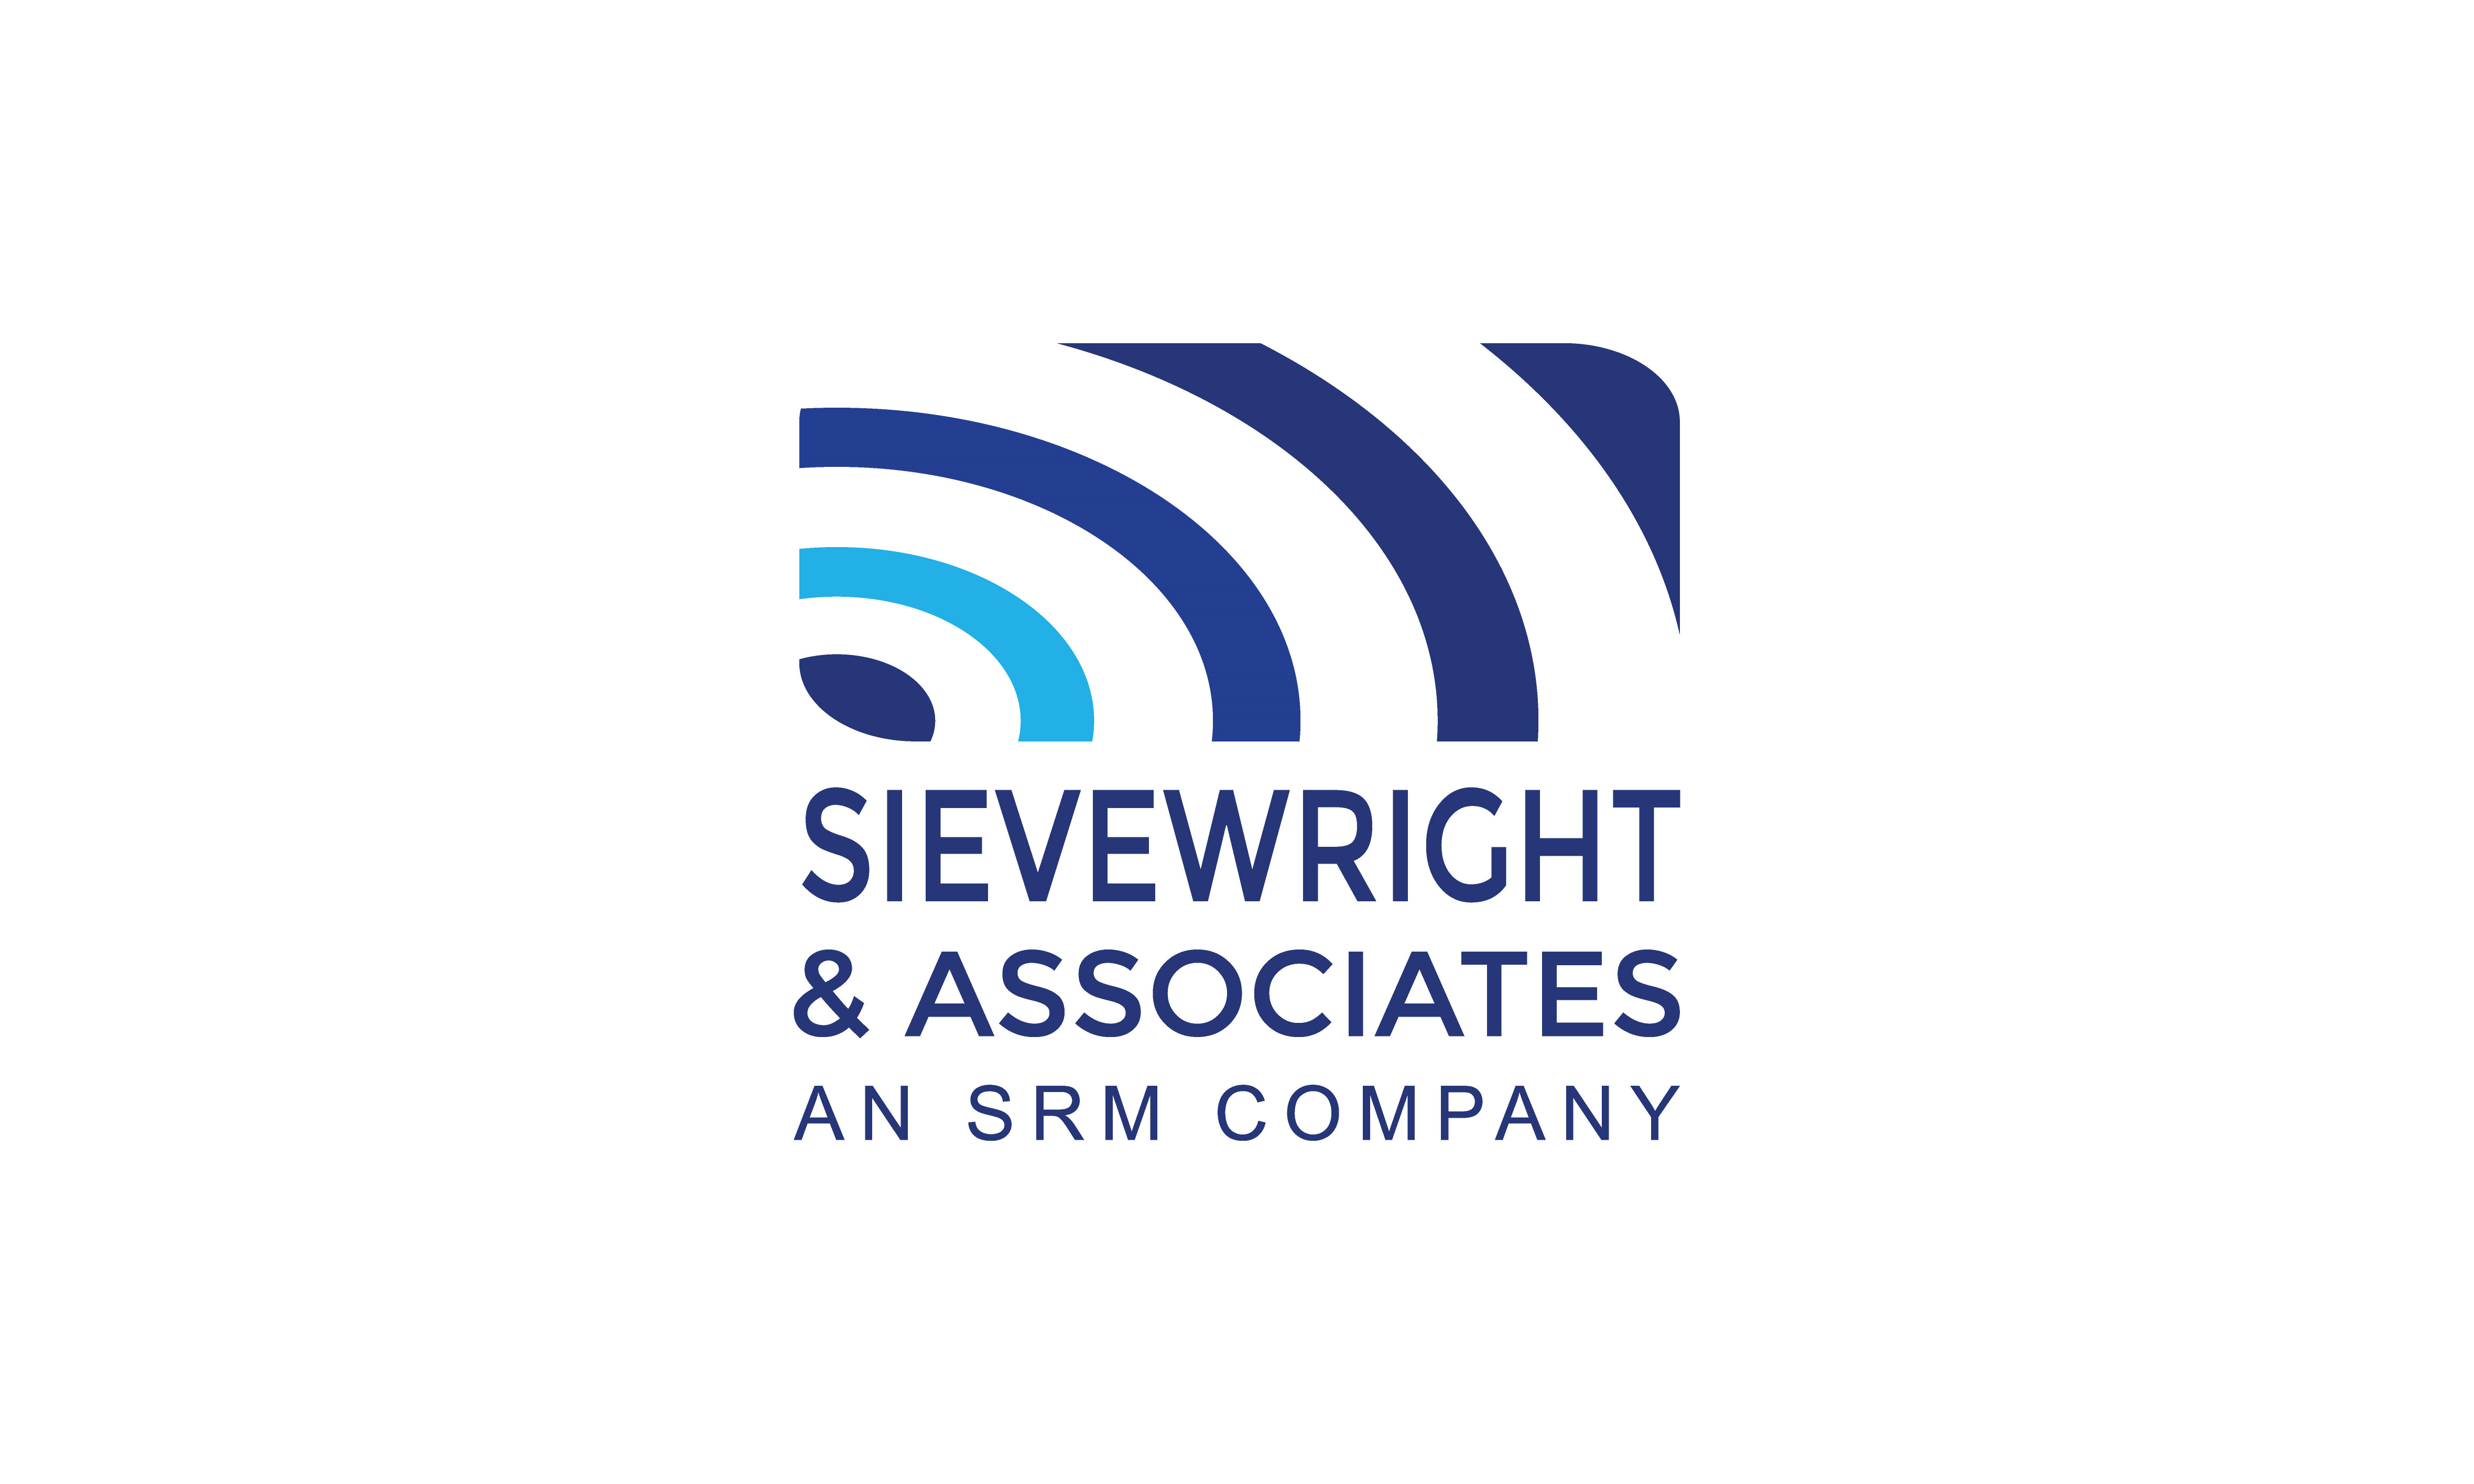 SIEVEWRIGHT
& ASSOCIATES
AN SRM COMPANY